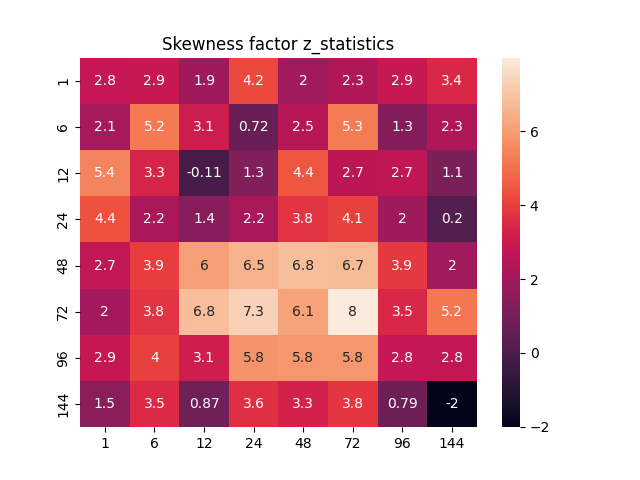 Skewness factor z_statistics
1 2.8 2.9 1.9 4.2 2 2.3 2.9 3.4
6 2.1 5.2 3.1 0.72 2.5 5.3 1.3 2.3 6
12 5.4 3.3 -0.11 1.3 4.4 2.7 2.7 1.1
24 4.4 2.2 1.4 2.2 3.8 4.1 2 0.2 4
48 2.7 3.9 6 6.5 6.8 6.7 3.9 2 2
72 2 3.8 6.8 7.3 6.1 8 3.5 5.2
96 2.9 4 3.1 5.8 5.8 5.8 2.8 2.8 0
144 1.5 3.5 0.87 3.6 3.3 3.8 0.79 -2 −2
1 6 12 24 48 72 96 144